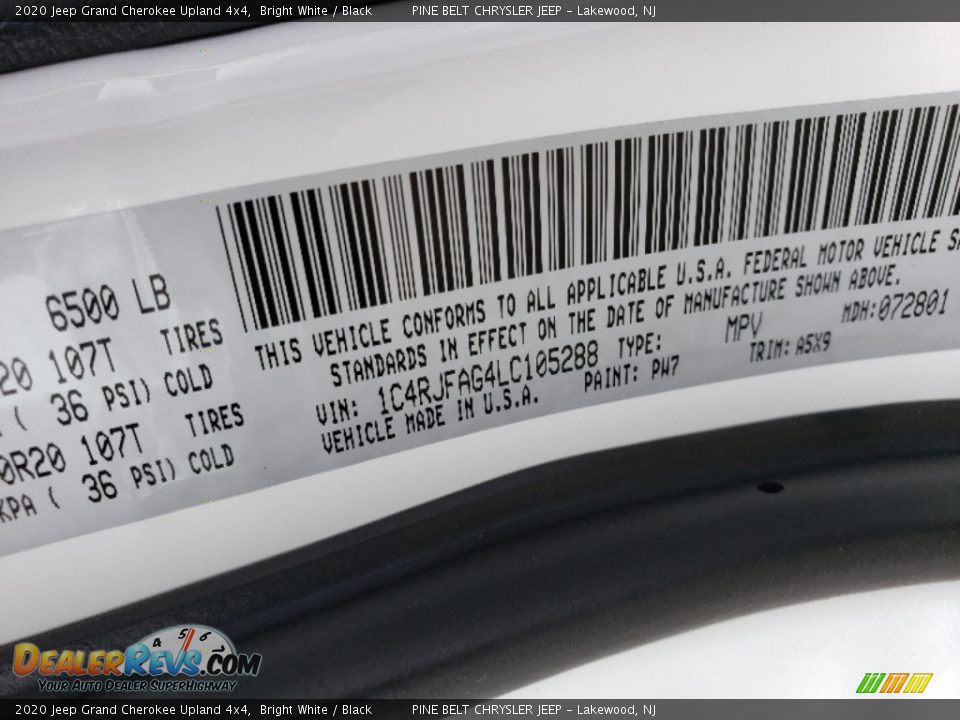 2020 Jeep Grand Cherokee Upland 4x4, Bright White / Black PINE BELT CHRYSLER JEEP - Lakewood, NJ
6500 LB
20 107T TIRES
( 36 PSI) COLD
0R20 107T TIRES
KPA ( 36 PSI) COLD
THIS VEHICLE CONFORMS TO ALL APPLICABLE U.S.A. FEDERAL MOTOR VEHICLE SA
STANDARDS IN EFFECT ON THE DATE OF MANUFACTURE SHOWN ABOVE.
VIN: 1C4RJFAG4LC105288 TYPE: MPV MDH:072801
VEHICLE MADE IN U.S.A. PAINT: PW7 TRIM: A5X9
4 5 6
DEALERREVS.COM
YOUR AUTO DEALER SUPERHIGHWAY
2020 Jeep Grand Cherokee Upland 4x4, Bright White / Black PINE BELT CHRYSLER JEEP - Lakewood, NJ